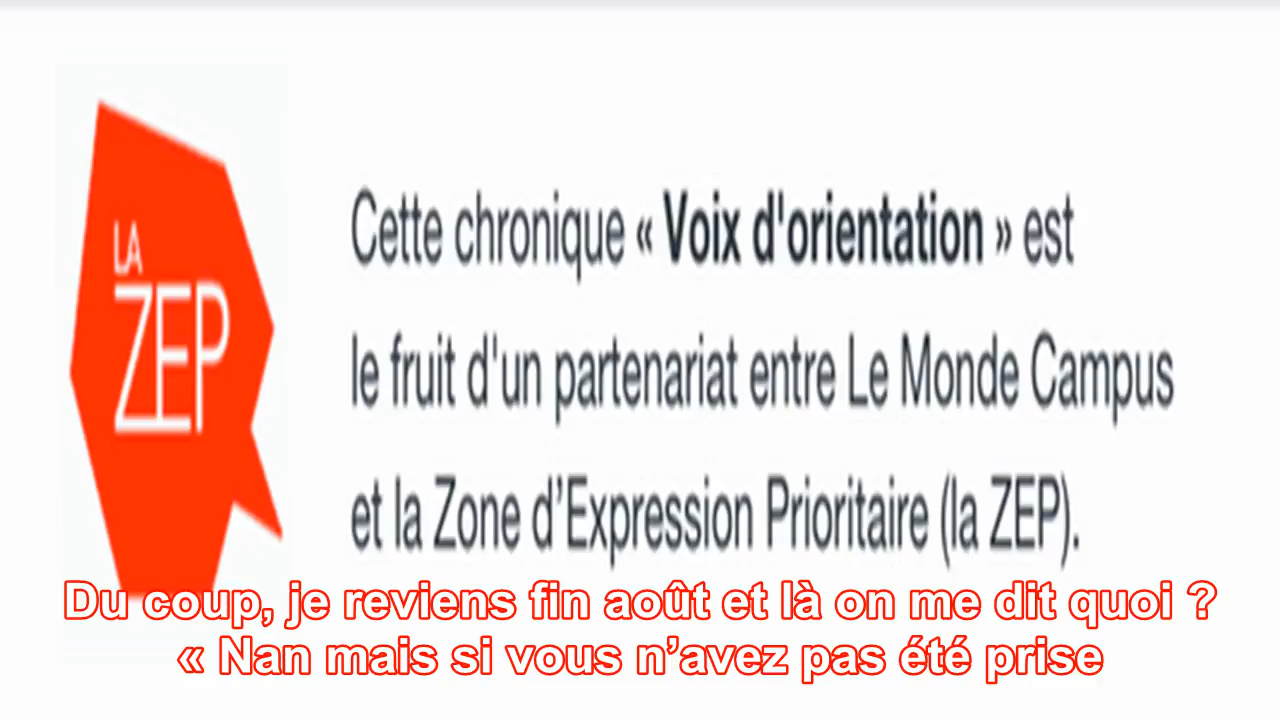 LA
ZEP
Cette chronique « Voix d'orientation » est
le fruit d'un partenariat entre Le Monde Campus
et la Zone d’Expression Prioritaire (la ZEP).
Du coup, je reviens fin août et là on me dit quoi ?
« Nan mais si vous n’avez pas été prise